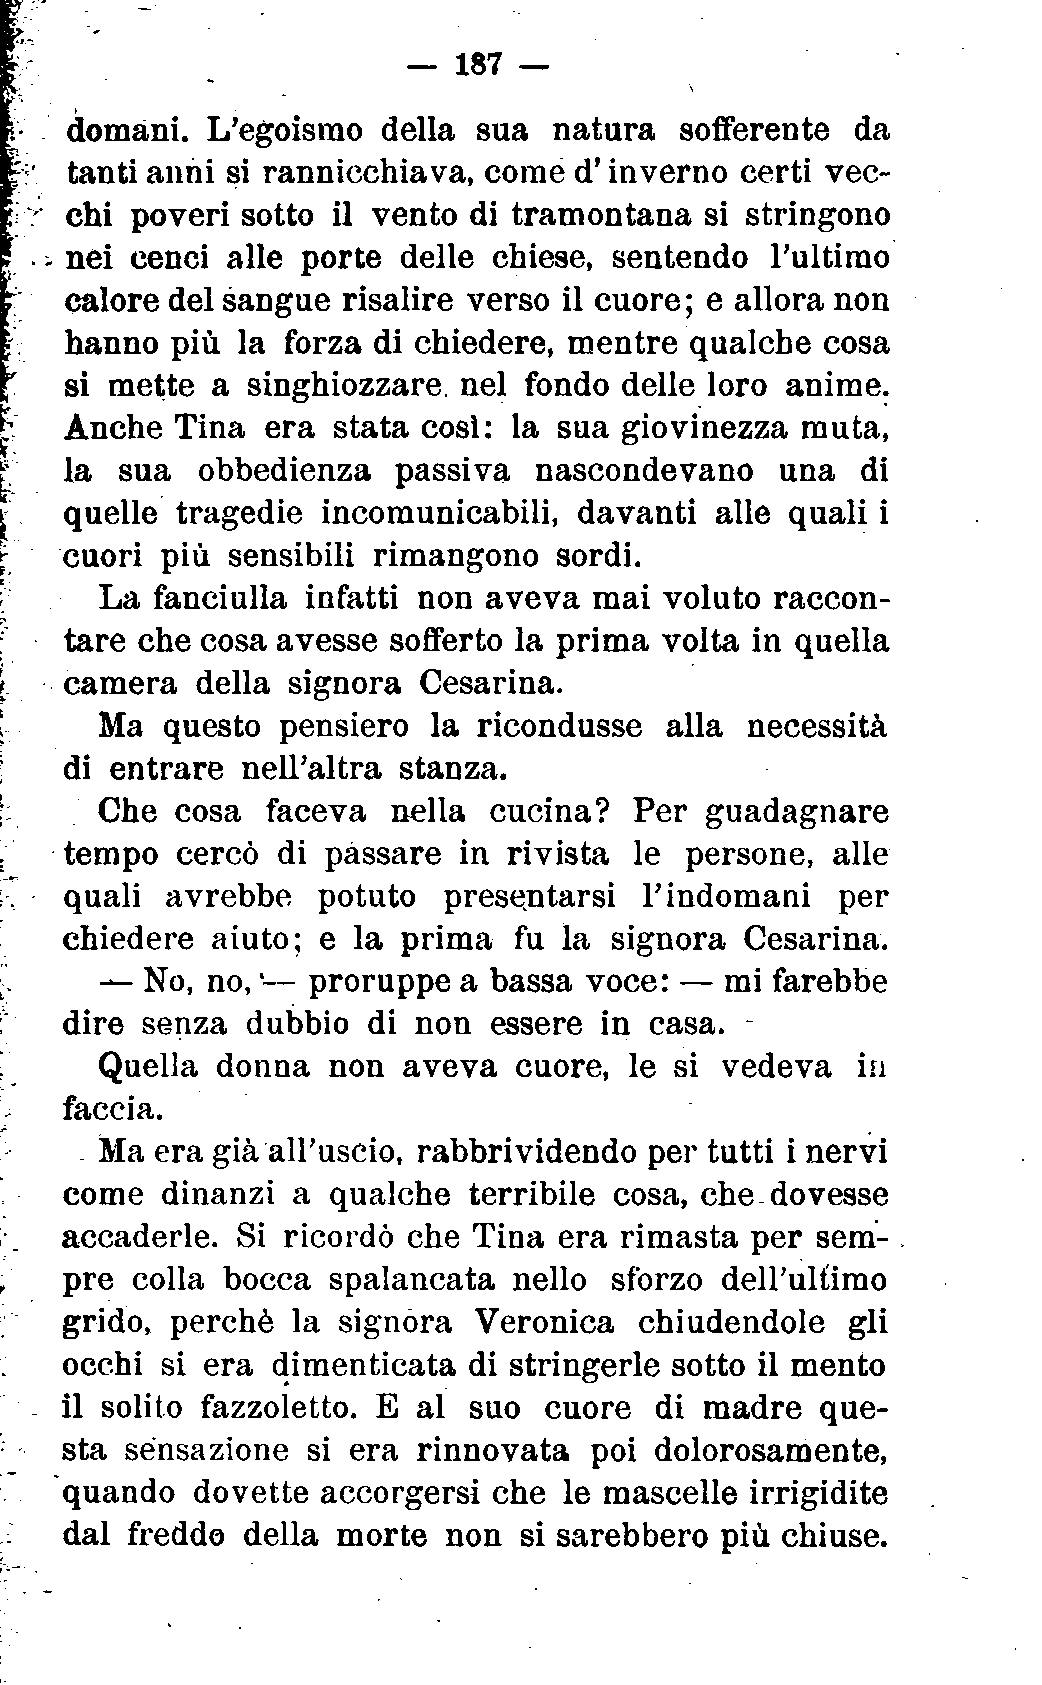 — 187 —
domani. L'egoismo della sua natura sofferente da
tanti anni si rannicchiava, come d'inverno certi vec-
chi poveri sotto il vento di tramontana si stringono
nei cenci alle porte delle chiese, sentendo l'ultimo
calore del sangue risalire verso il cuore; e allora non
hanno più la forza di chiedere, mentre qualche cosa
si mette a singhiozzare nel fondo delle loro anime.
Anche Tina era stata così: la sua giovinezza muta,
la sua obbedienza passiva nascondevano una di
quelle tragedie incomunicabili, davanti alle quali i
cuori più sensibili rimangono sordi.
La fanciulla infatti non aveva mai voluto raccon-
tare che cosa avesse sofferto la prima volta in quella
camera della signora Cesarina.
Ma questo pensiero la ricondusse alla necessità
di entrare nell'altra stanza.
Che cosa faceva nella cucina? Per guadagnare
tempo cercò di passare in rivista le persone, alle
quali avrebbe potuto presentarsi l'indomani per
chiedere aiuto; e la prima fu la signora Cesarina.
— No, no, — proruppe a bassa voce: — mi farebbe
dire senza dubbio di non essere in casa.
Quella donna non aveva cuore, le si vedeva in
faccia.
Ma era già all'uscio, rabbrividendo per tutti i nervi
come dinanzi a qualche terribile cosa, che dovesse
accaderle. Si ricordò che Tina era rimasta per sem-
pre colla bocca spalancata nello sforzo dell'ultimo
grido, perchè la signora Veronica chiudendole gli
occhi si era dimenticata di stringerle sotto il mento
il solito fazzoletto. E al suo cuore di madre que-
sta sensazione si era rinnovata poi dolorosamente,
quando dovette accorgersi che le mascelle irrigidite
dal freddo della morte non si sarebbero più chiuse.